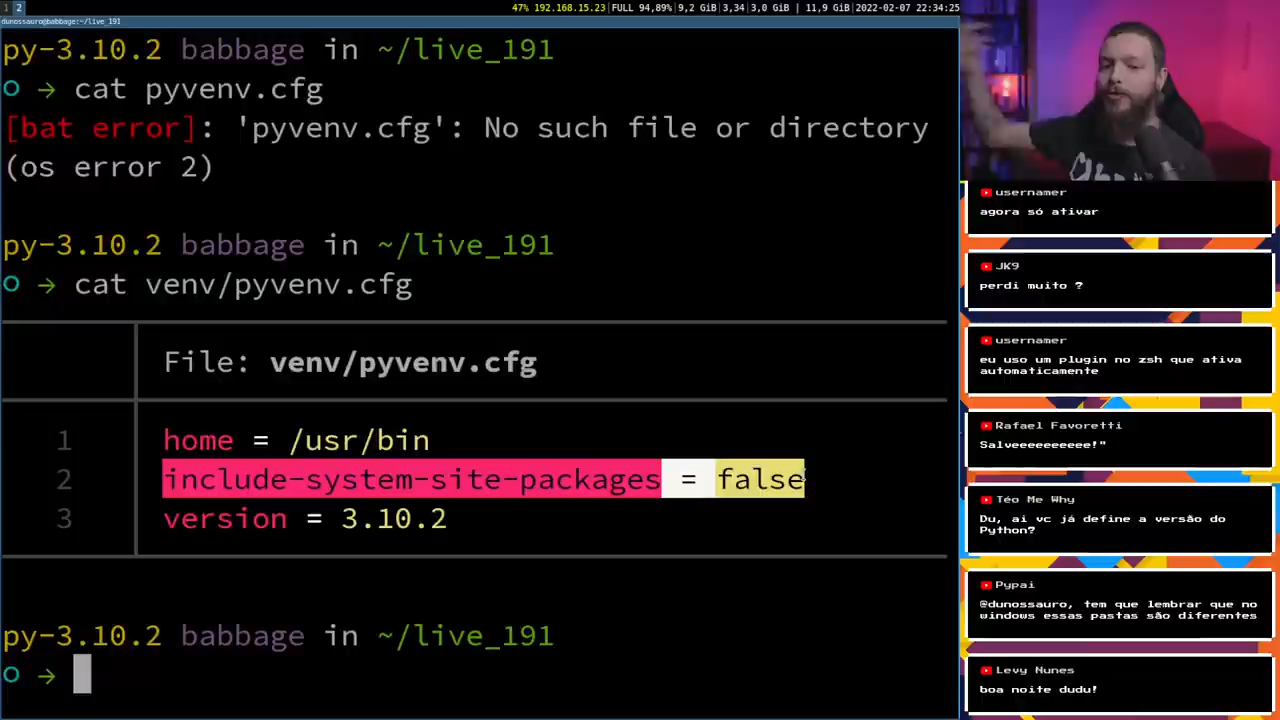 1 2
47% 192.168.15.23|FULL 94,89%|9,2 GiB|3,34|3,0 GiB | 11,9 GiB|2022-02-07 22:34:25
dunossauro@babbage:~/live_191
py-3.10.2 babbage in ~/live_191
○ → cat pyvenv.cfg
[bat error]: 'pyvenv.cfg': No such file or directory
(os error 2)
py-3.10.2 babbage in ~/live_191
○ → cat venv/pyvenv.cfg
File: venv/pyvenv.cfg
1 home = /usr/bin
2 include-system-site-packages = false
3 version = 3.10.2
py-3.10.2 babbage in ~/live_191
○ →
usernamer
agora só ativar
JK9
perdi muito ?
usernamer
eu uso um plugin no zsh que ativa
automaticamente
Rafael Favoretti
Salveeeeeeeeee!"
Téo Me Why
Du, ai vc já define a versão do
Python?
Pypai
@dunossauro, tem que lembrar que no
windows essas pastas são diferentes
Levy Nunes
boa noite dudu!